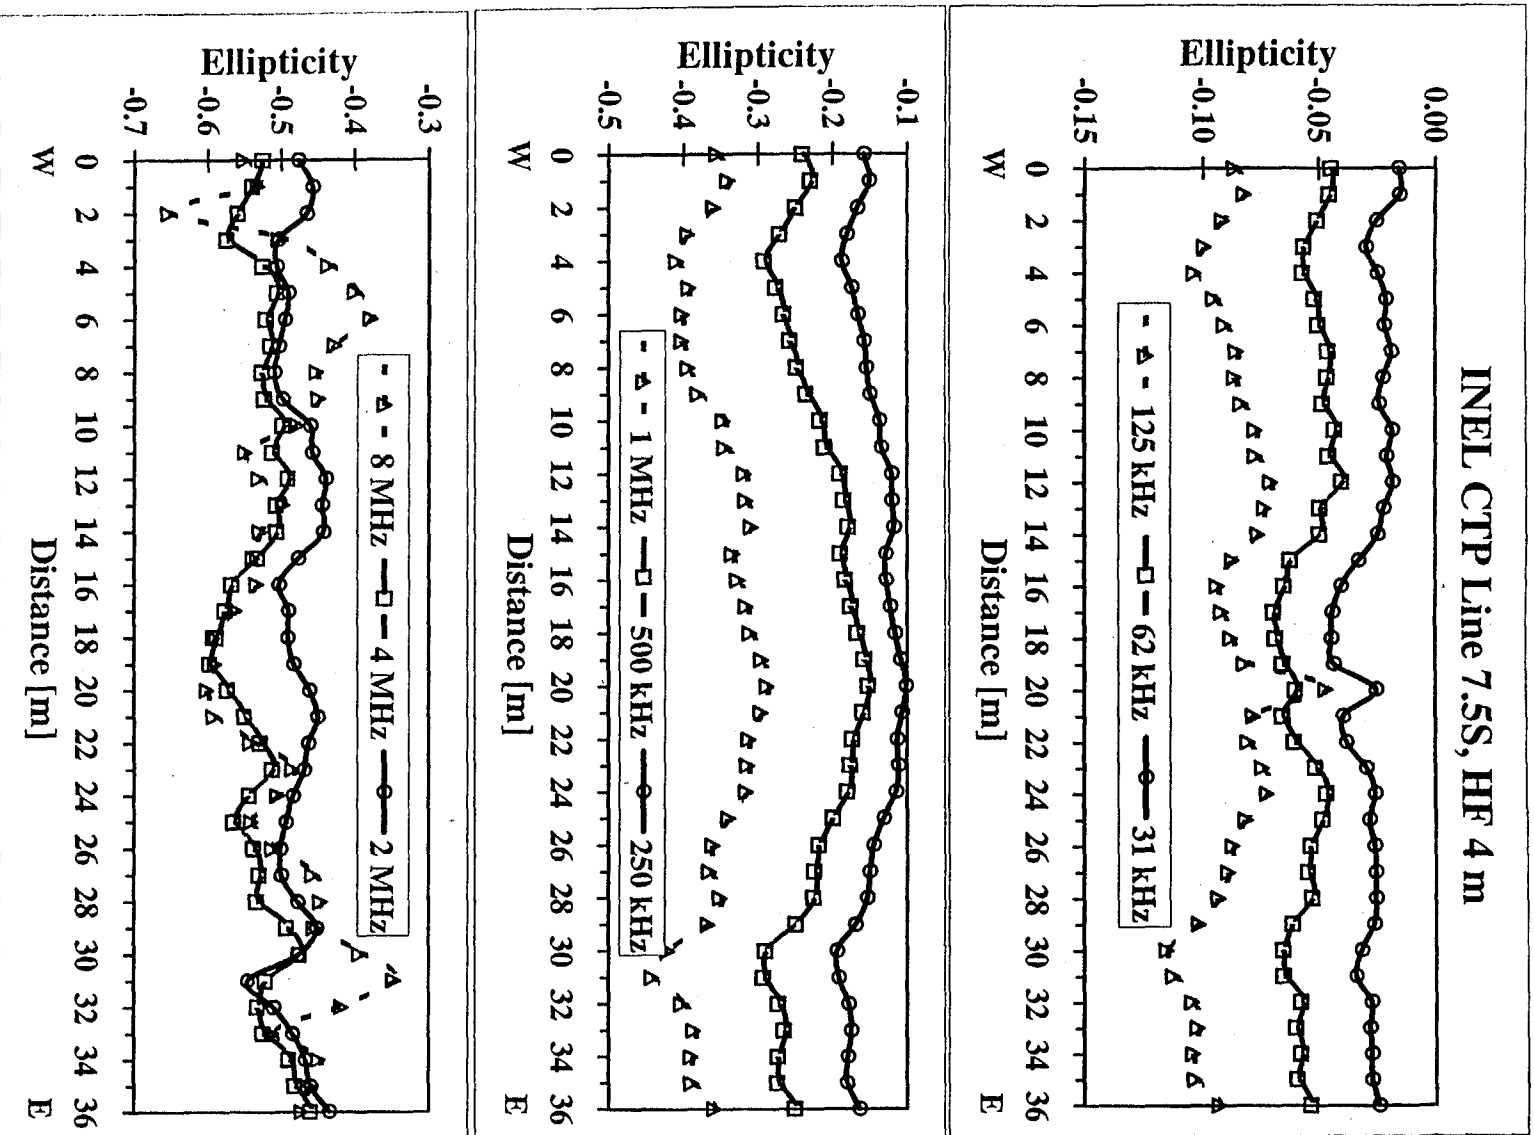 INEL CTP Line 7.5S, HF 4 m
Ellipticity
0.00
-0.05
-0.10
-0.15
0 2 4 6 8 10 12 14 16 18 20 22 24 26 28 30 32 34 36
W Distance [m] E
125 kHz 62 kHz 31 kHz
Ellipticity
-0.1
-0.2
-0.3
-0.4
-0.5
0 2 4 6 8 10 12 14 16 18 20 22 24 26 28 30 32 34 36
W Distance [m] E
1 MHz 500 kHz 250 kHz
Ellipticity
-0.3
-0.4
-0.5
-0.6
-0.7
0 2 4 6 8 10 12 14 16 18 20 22 24 26 28 30 32 34 36
W Distance [m] E
8 MHz 4 MHz 2 MHz